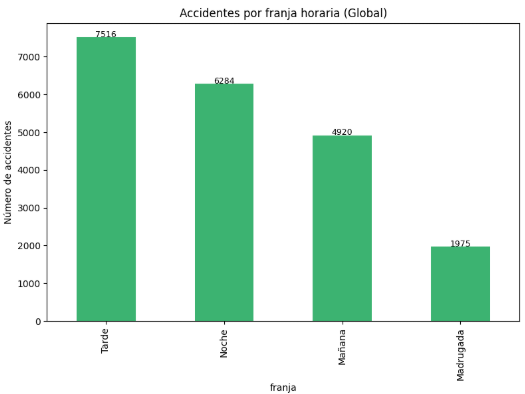 Accidentes por franja horaria (Global)
Número de accidentes
7000
6000
5000
4000
3000
2000
1000
0
7516
6284
4920
1975
Tarde
Noche
Mañana
Madrugada
franja